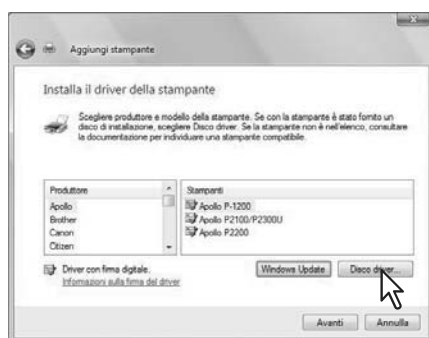 Aggiungi stampante
Installa il driver della stampante
Scegliere produttore e modello della stampante. Se con la stampante è stato fornito un
disco di installazione, scegliere Disco driver. Se la stampante non è nell'elenco, consultare
la documentazione per individuare una stampante compatibile.
Produttore
Apollo
Brother
Canon
Citizen
Stampanti
Apollo P-1200
Apollo P2100/P2300U
Apollo P2200
Driver con firma digitale.
Informazioni sulla firma del driver
Windows Update
Disco driver...
Avanti
Annulla